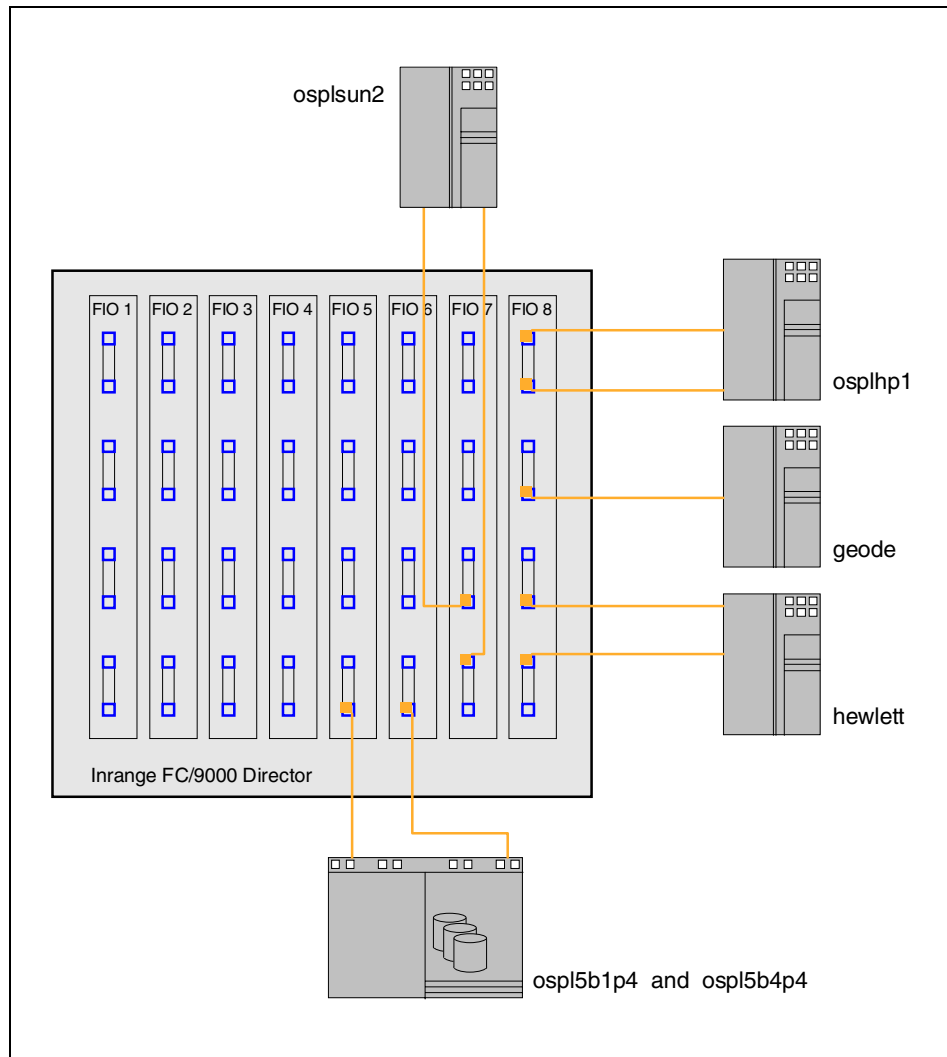 osplsun2
FIO 1 FIO 2 FIO 3 FIO 4 FIO 5 FIO 6 FIO 7 FIO 8
osplhp1
geode
hewlett
Inrange FC/9000 Director
ospl5b1p4 and ospl5b4p4